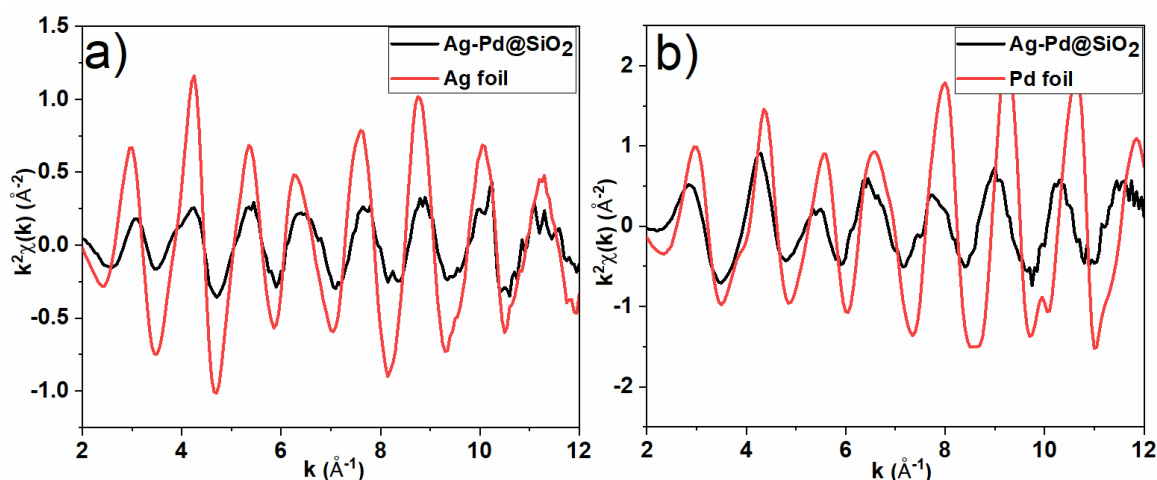 a)
Ag-Pd@SiO₂
Ag foil
k²χ(k) (Å⁻²)
1.5
1.0
0.5
0.0
-0.5
-1.0
2 4 6 8 10 12
k (Å⁻¹)
b)
Ag-Pd@SiO₂
Pd foil
k²χ(k) (Å⁻²)
2
1
0
-1
-2
2 4 6 8 10 12
k (Å⁻¹)